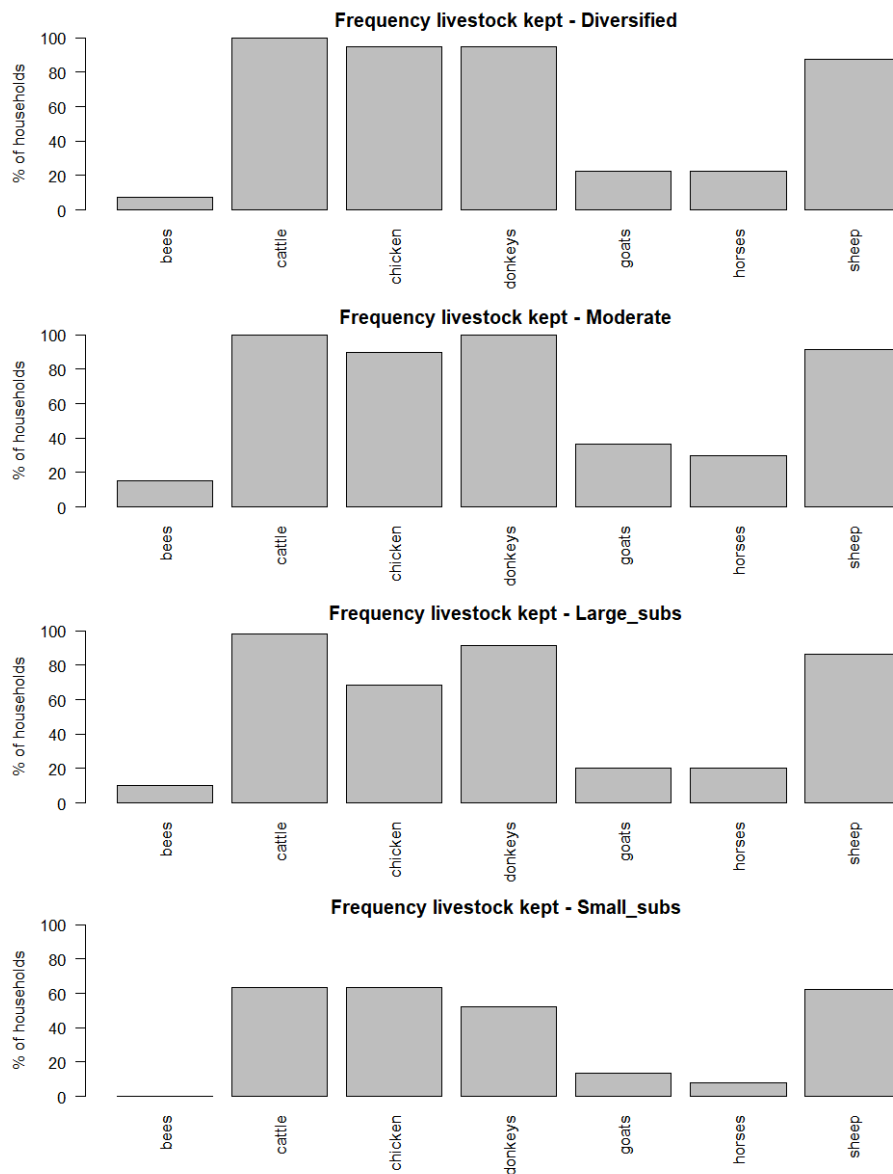 Frequency livestock kept - Diversified
% of households
100
80
60
40
20
0
bees
cattle
chicken
donkeys
goats
horses
sheep
Frequency livestock kept - Moderate
% of households
100
80
60
40
20
0
bees
cattle
chicken
donkeys
goats
horses
sheep
Frequency livestock kept - Large_subs
% of households
100
80
60
40
20
0
bees
cattle
chicken
donkeys
goats
horses
sheep
Frequency livestock kept - Small_subs
% of households
100
80
60
40
20
0
bees
cattle
chicken
donkeys
goats
horses
sheep